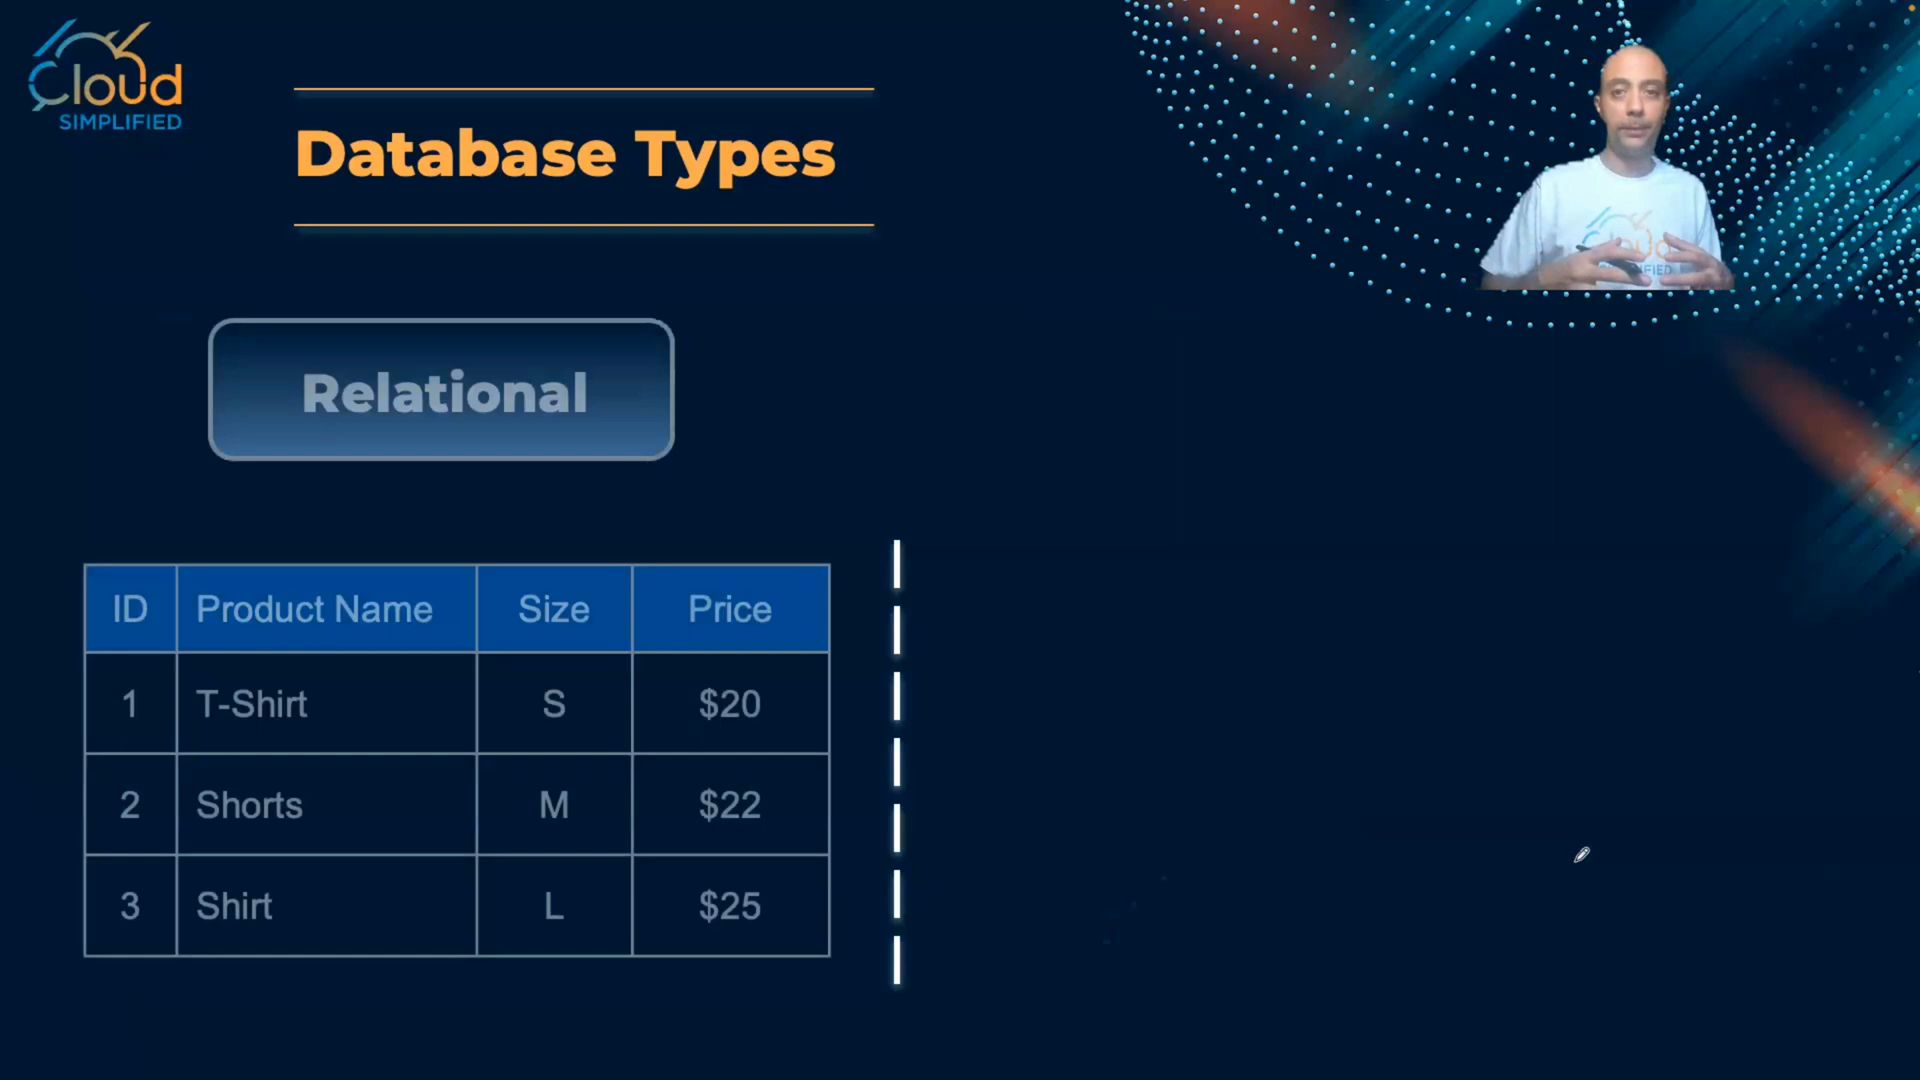 Cloud
SIMPLIFIED
Database Types
Relational
ID Product Name Size Price
1 T-Shirt S $20
2 Shorts M $22
3 Shirt L $25